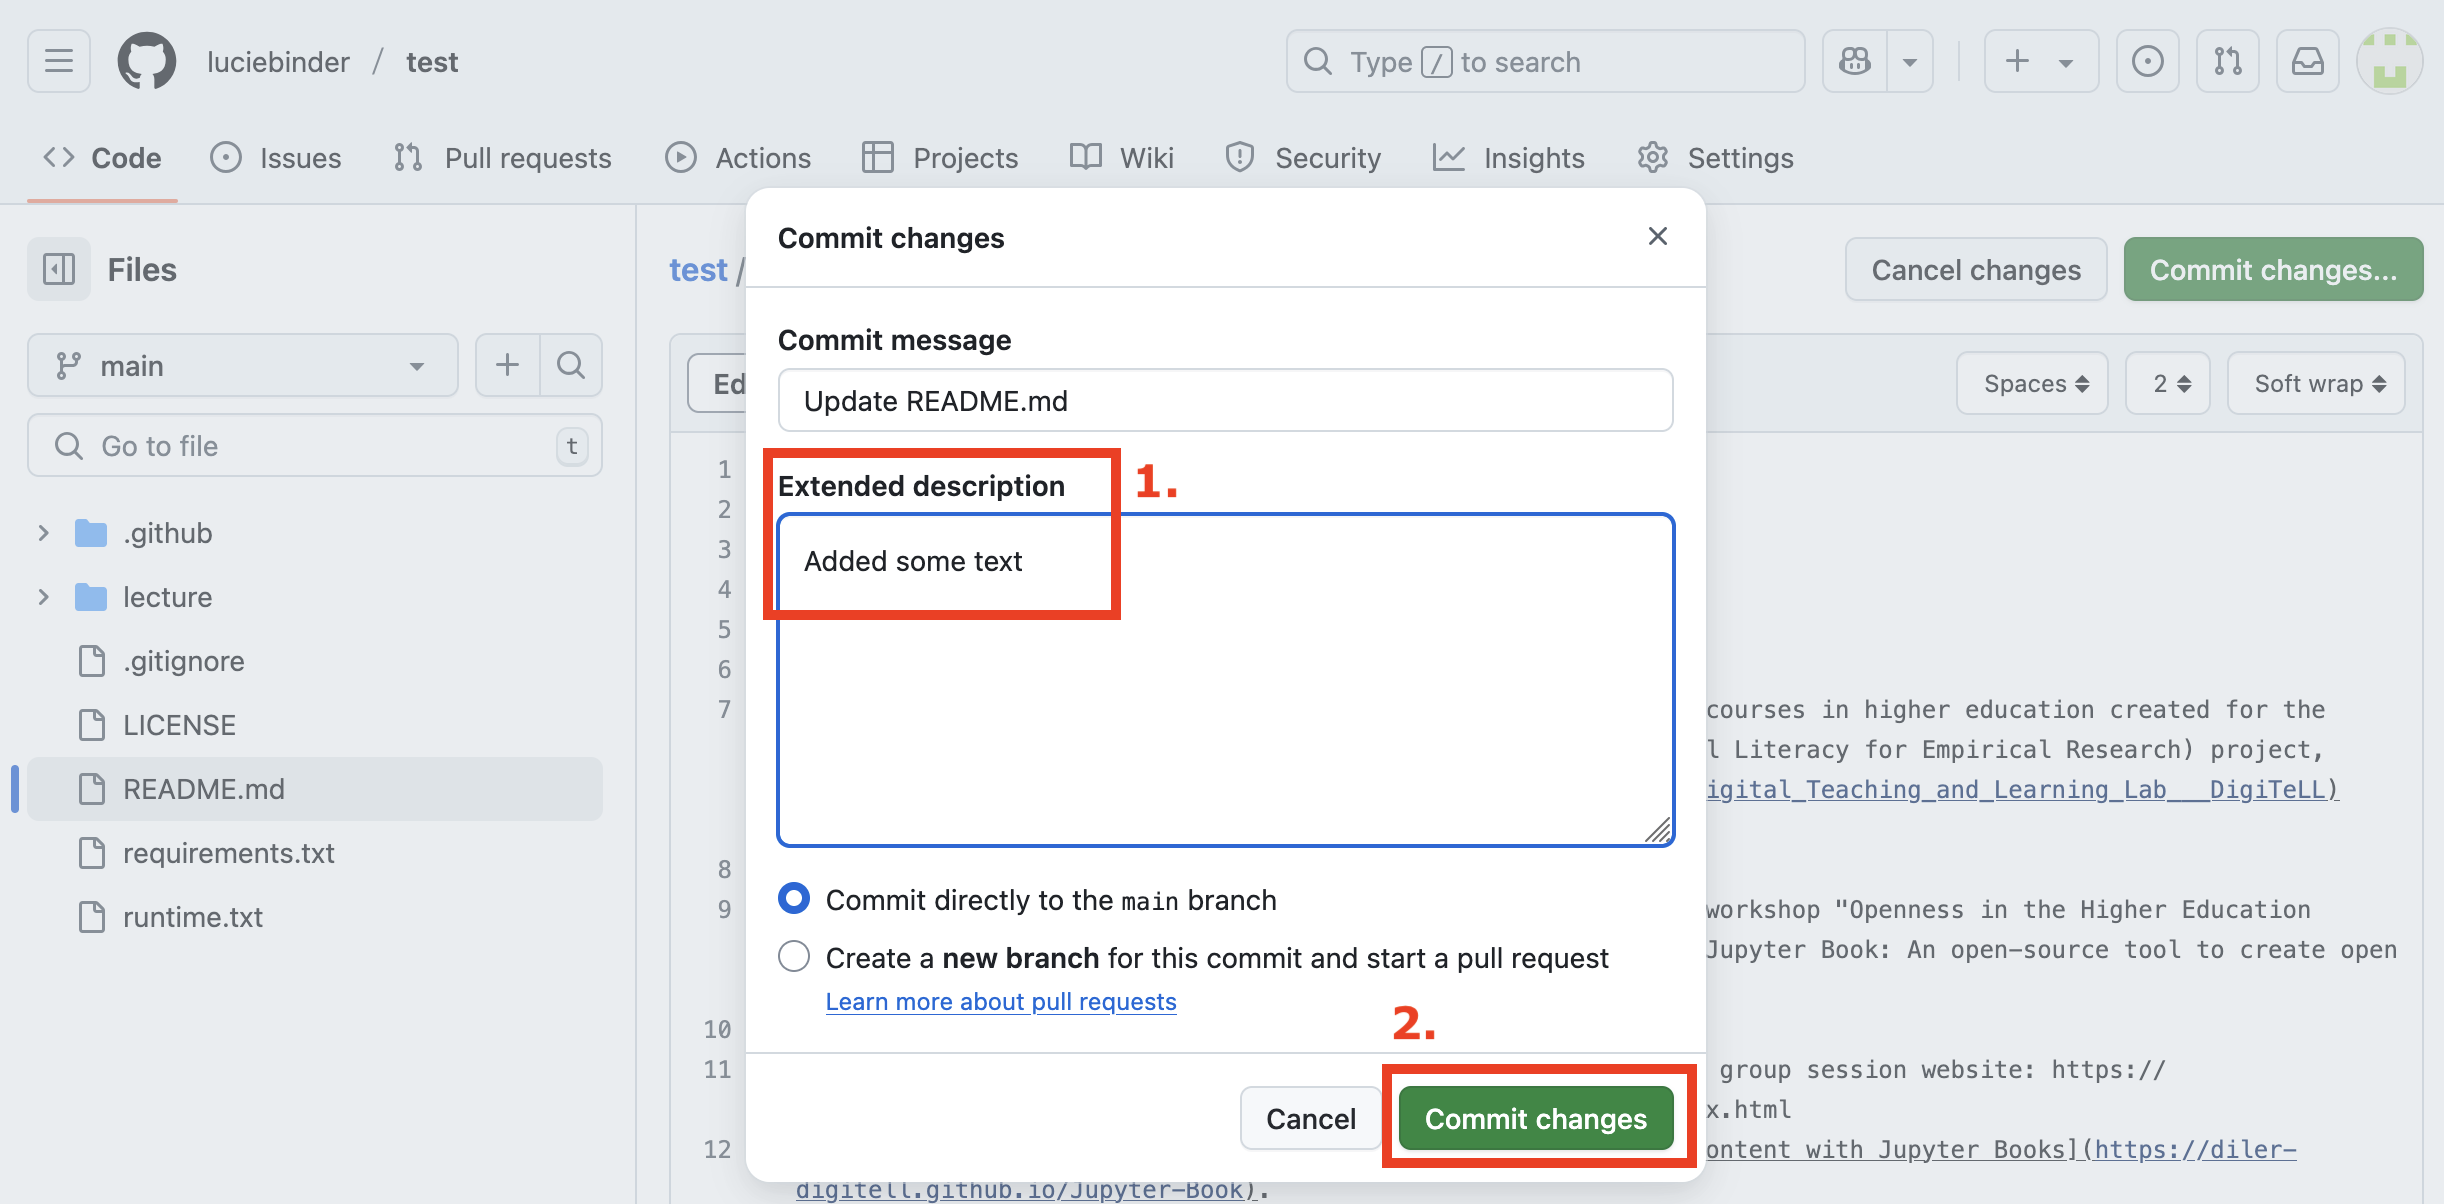 luciebinder / test
Type / to search
Code
Issues
Pull requests
Actions
Projects
Wiki
Security
Insights
Settings
Files
main
Go to file
t
.github
lecture
.gitignore
LICENSE
README.md
requirements.txt
runtime.txt
test /
Cancel changes
Commit changes...
Ed
Spaces
2
Soft wrap
Commit changes
Commit message
Update README.md
Extended description
1.
Added some text
Commit directly to the main branch
Create a new branch for this commit and start a pull request
Learn more about pull requests
2.
Cancel
Commit changes
1
2
3
4
5
6
7
courses in higher education created for the
l Literacy for Empirical Research) project,
igital_Teaching_and_Learning_Lab___DigiTeLL)
8
9
workshop "Openness in the Higher Education
Jupyter Book: An open-source tool to create open
10
11
group session website: https://
x.html
12
ontent with Jupyter Books](https://diler-
digitell.github.io/Jupyter-Book).